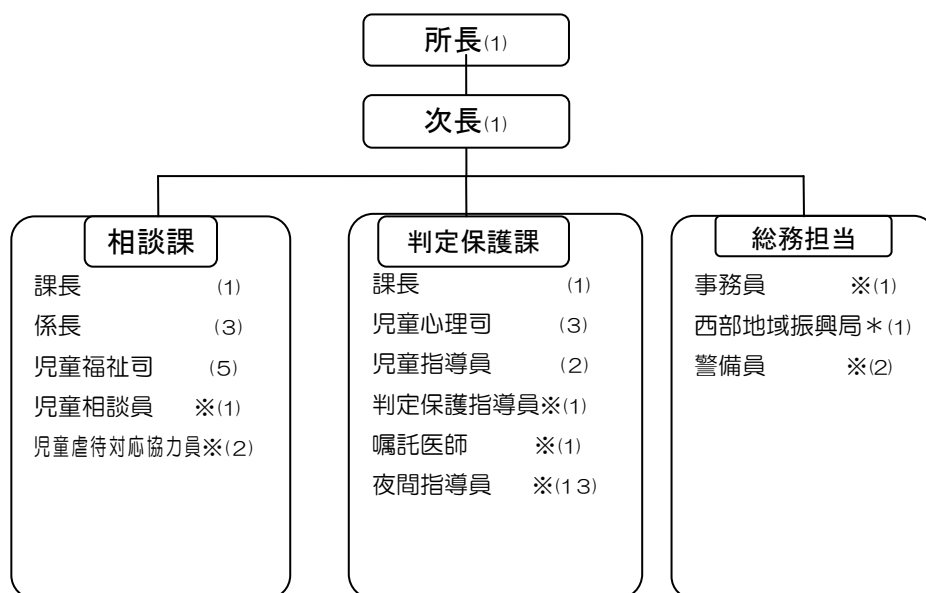 所長(1)
次長(1)
相談課
課長 (1)
係長 (3)
児童福祉司 (5)
児童相談員 ※(1)
児童虐待対応協力員※(2)
判定保護課
課長 (1)
児童心理司 (3)
児童指導員 (2)
判定保護指導員※(1)
嘱託医師 ※(1)
夜間指導員 ※(13)
総務担当
事務員 ※(1)
西部地域振興局＊(1)
警備員 ※(2)